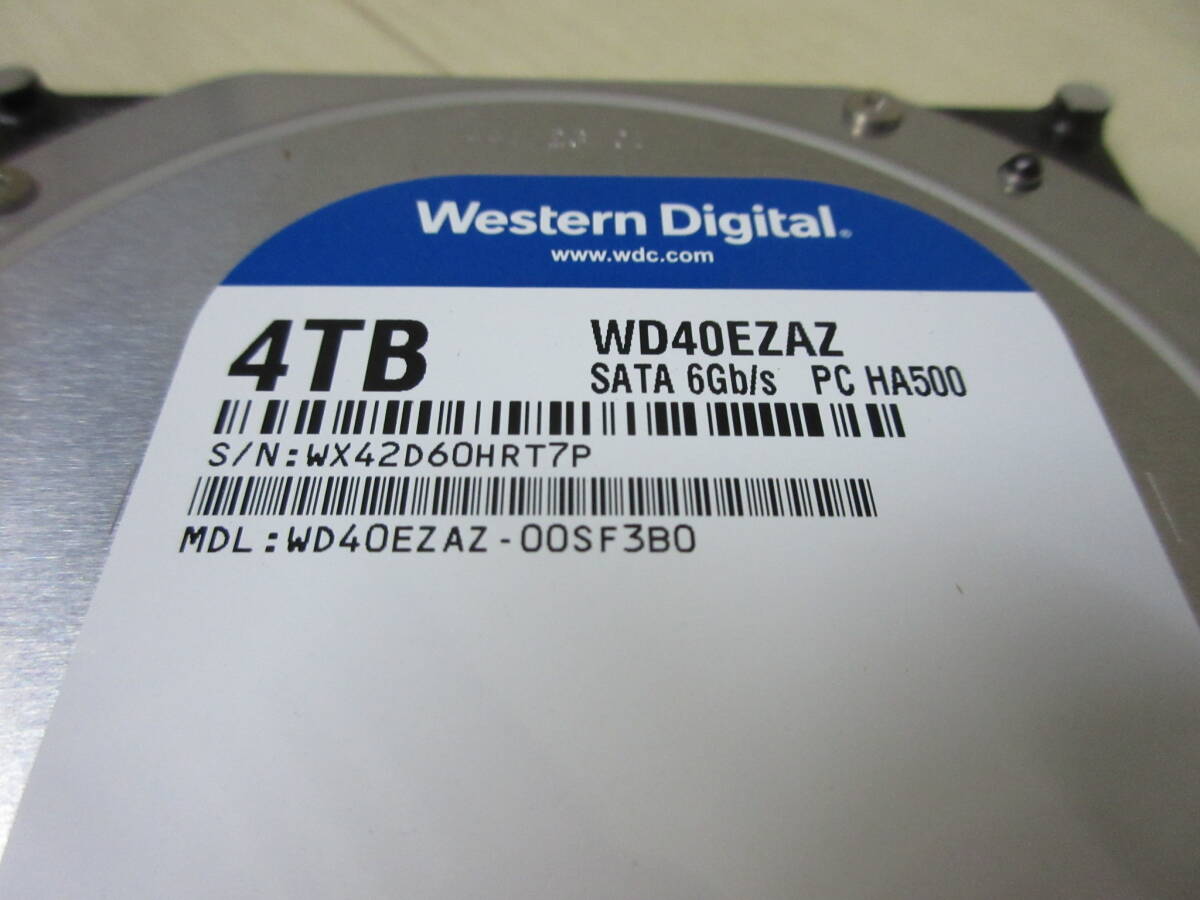 Western Digital.
www.wdc.com
4TB
WD40EZAZ
SATA 6Gb/s PC HA500
S/N:WX42D60HRT7P
MDL:WD40EZAZ-00SF3B0